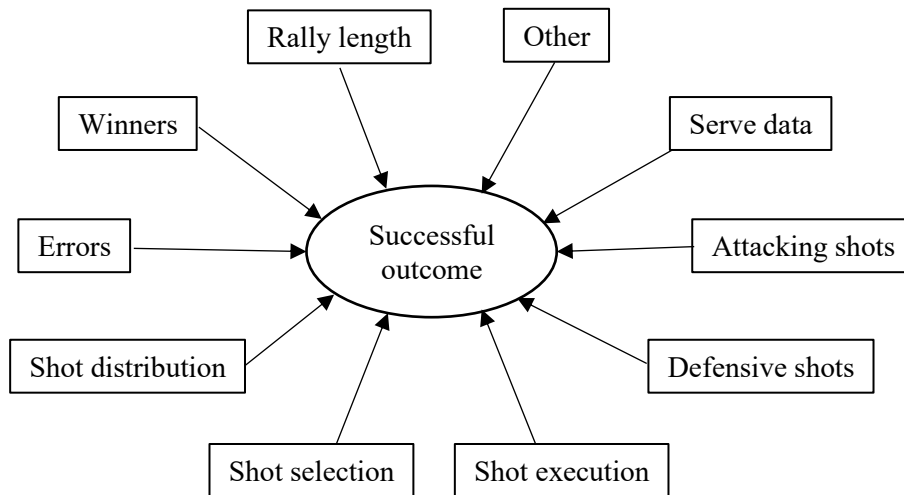 Rally length
Other
Winners
Serve data
Successful
outcome
Errors
Attacking shots
Shot distribution
Defensive shots
Shot selection
Shot execution